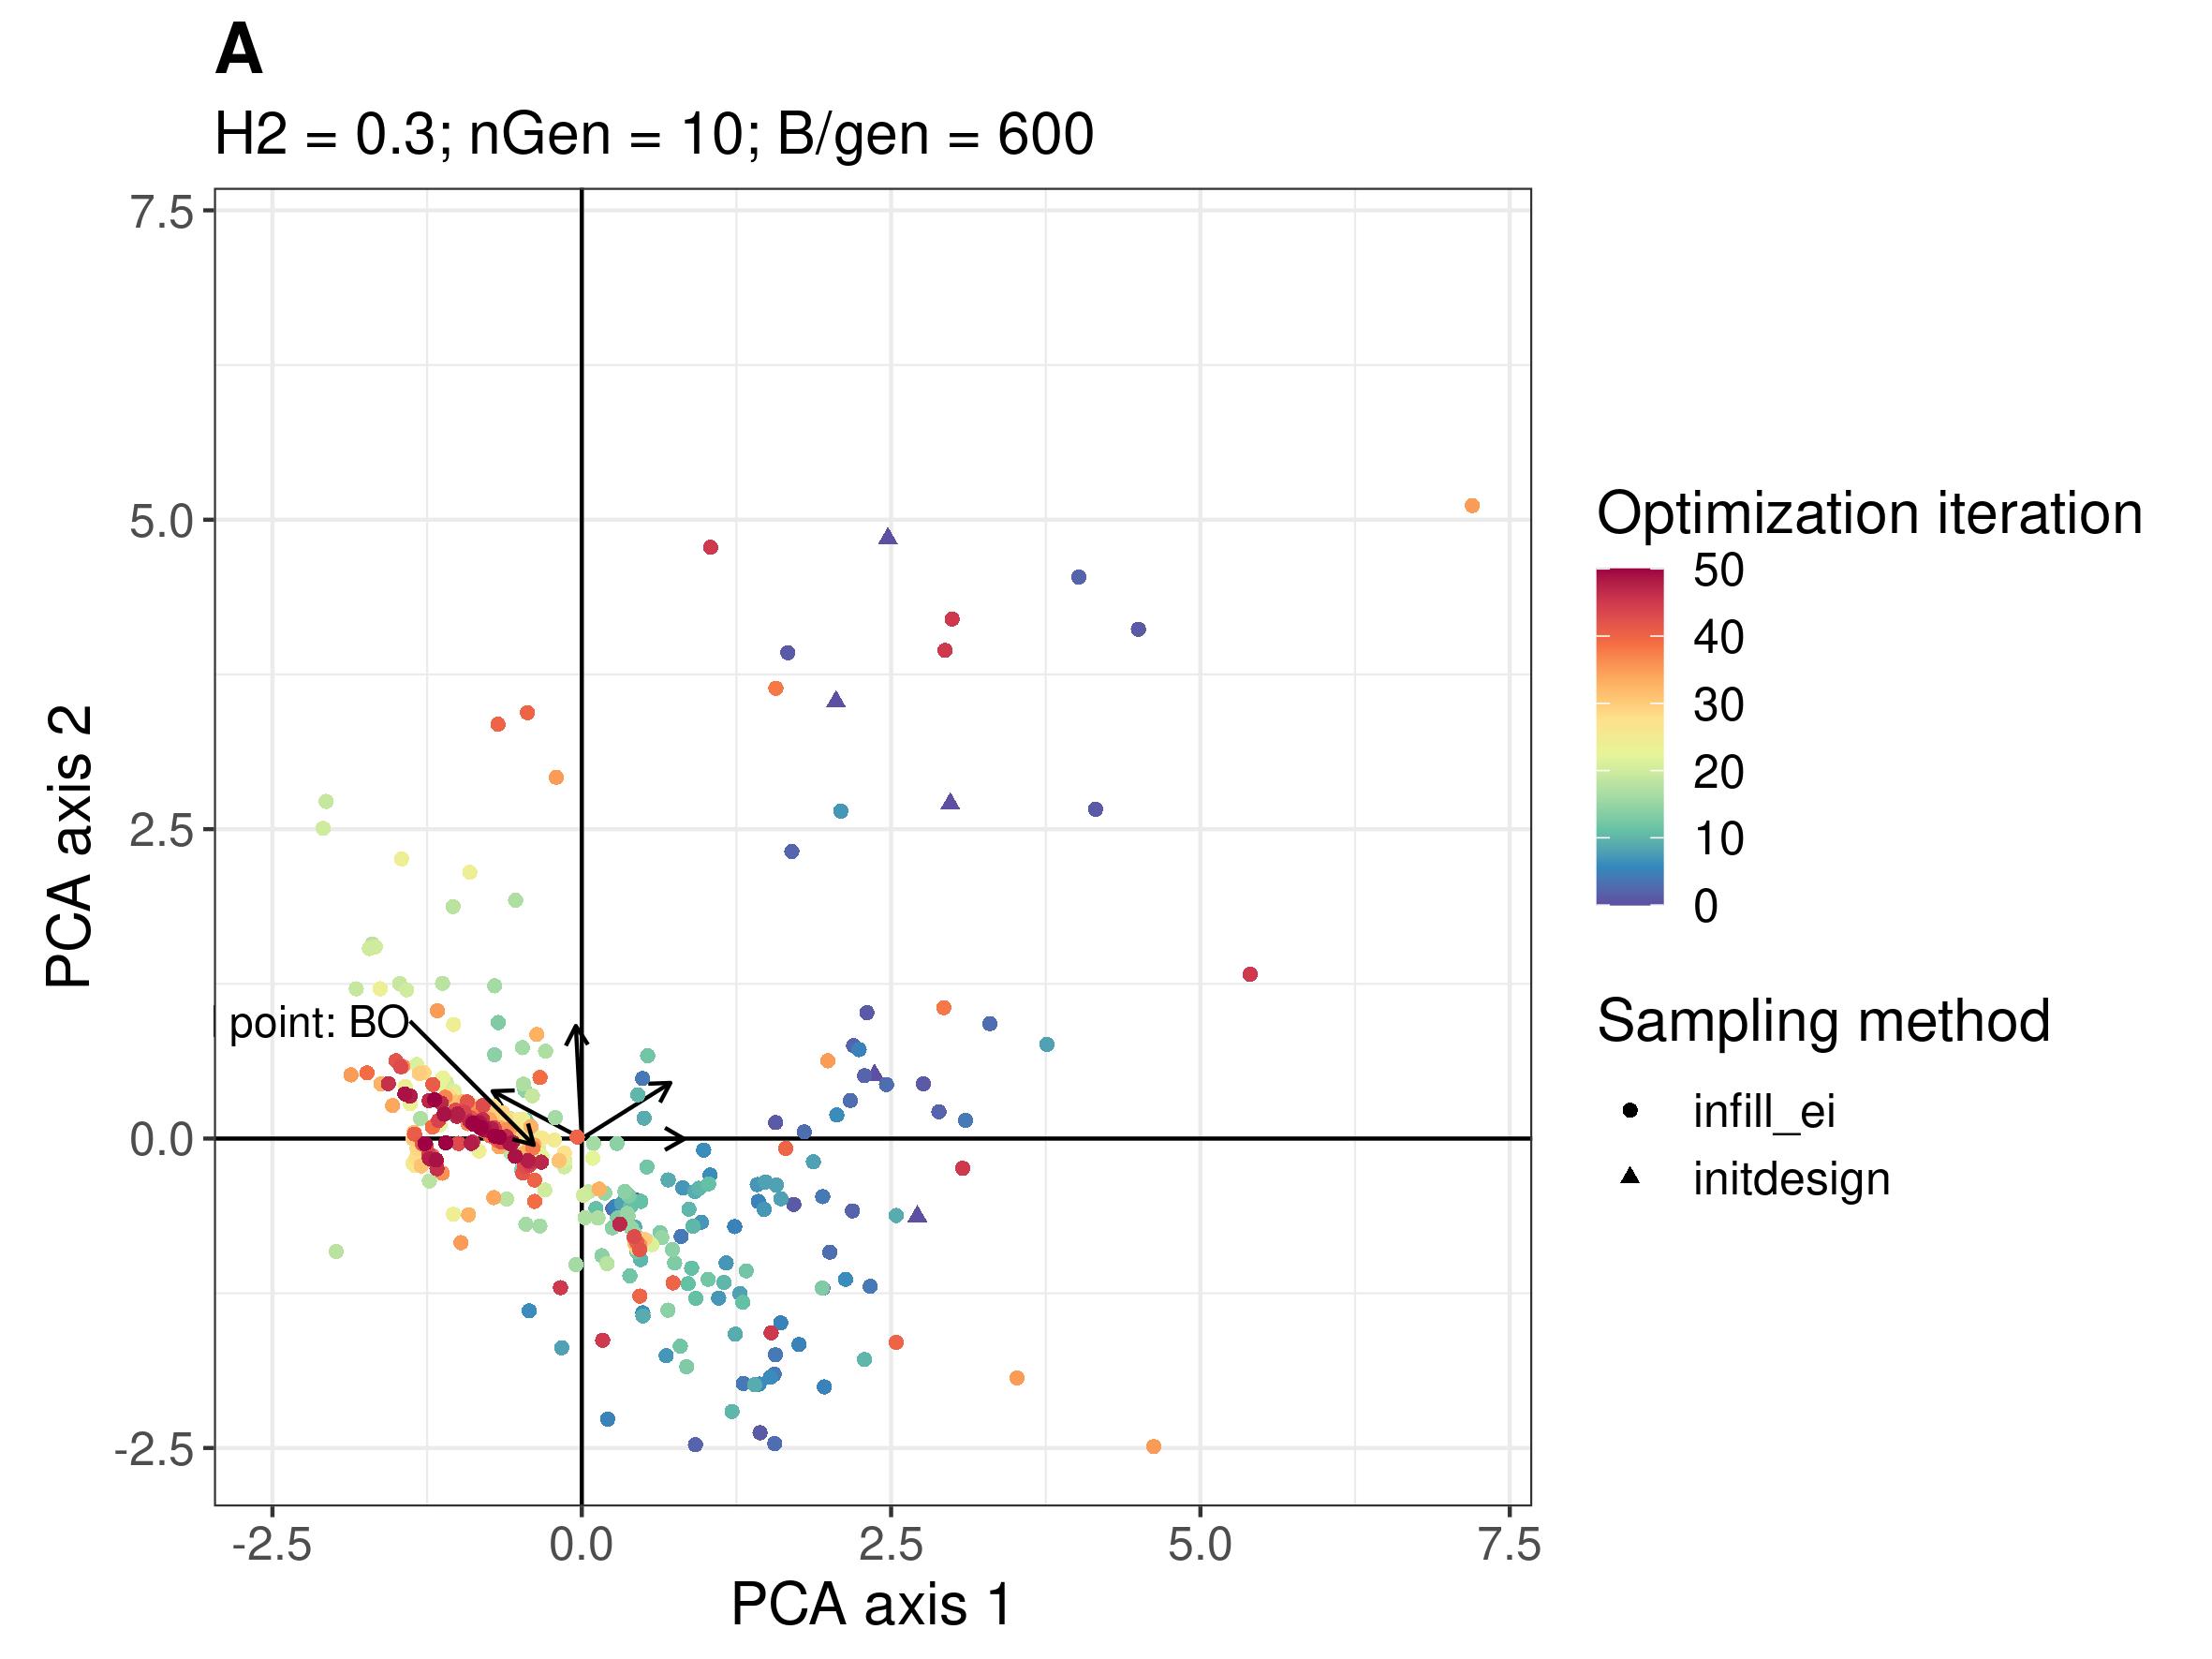 A
H2 = 0.3; nGen = 10; B/gen = 600
7.5
5.0
2.5
0.0
-2.5
PCA axis 2
point: BO
-2.5
0.0
2.5
5.0
7.5
PCA axis 1
Optimization iteration
50
40
30
20
10
0
Sampling method
infill_ei
initdesign